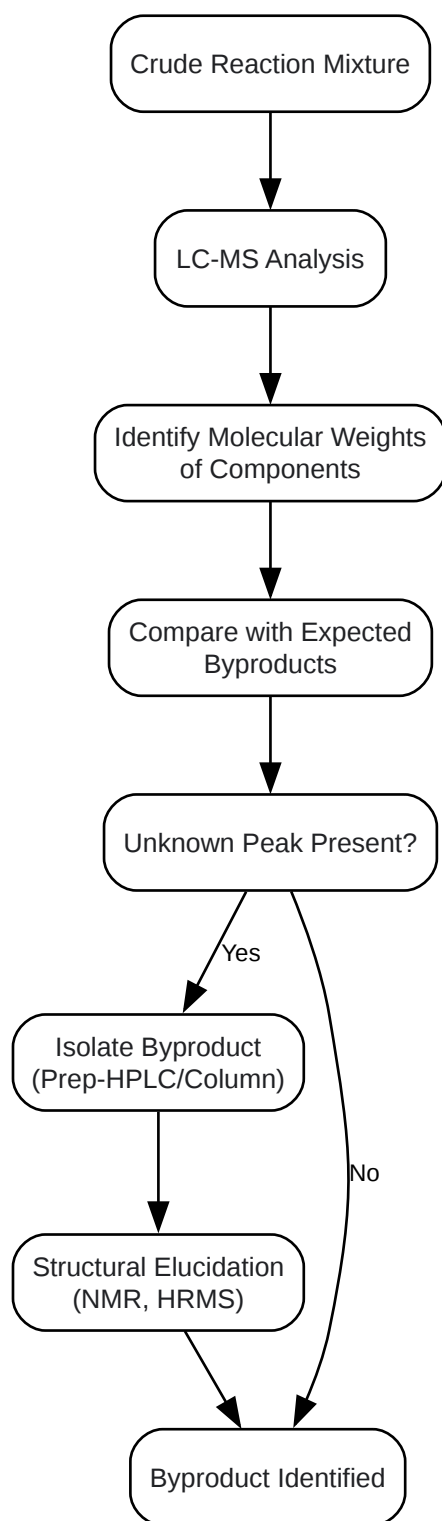 Crude Reaction Mixture
LC-MS Analysis
Identify Molecular Weights
of Components
Compare with Expected
Byproducts
Unknown Peak Present?
Yes
Isolate Byproduct
(Prep-HPLC/Column)
No
Structural Elucidation
(NMR, HRMS)
Byproduct Identified